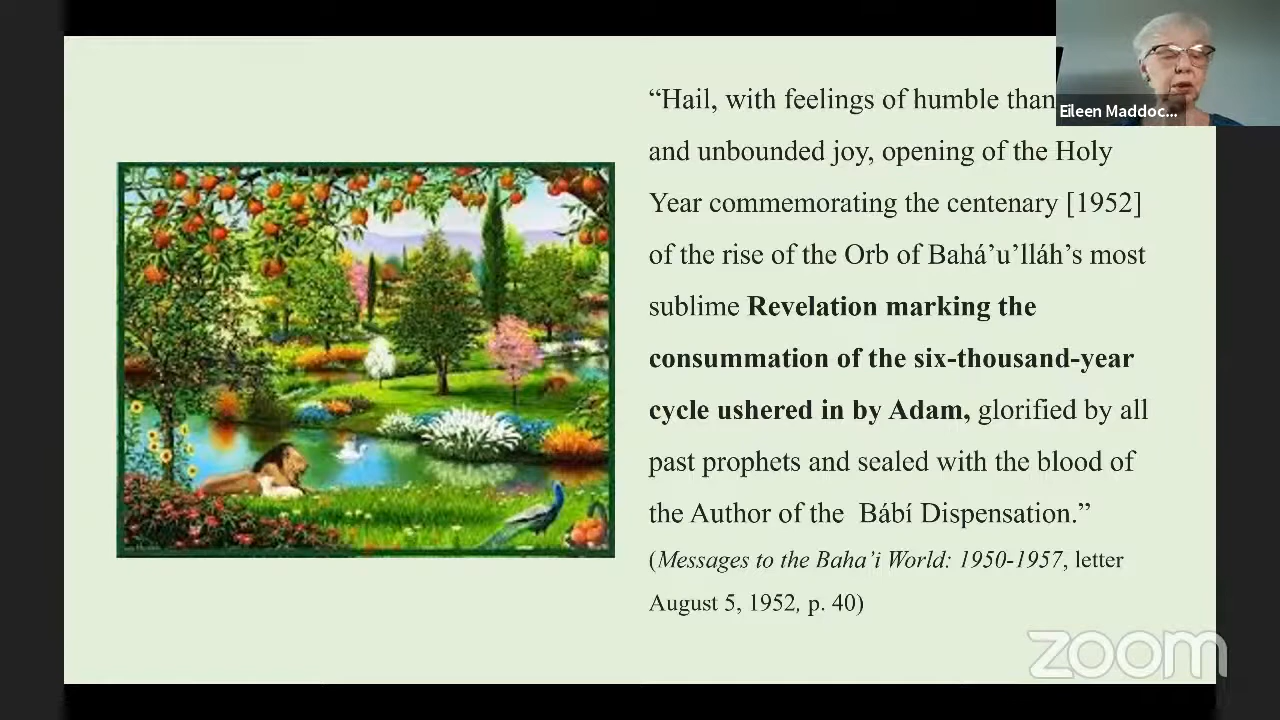 “Hail, with feelings of humble
and unbounded joy, opening of the Holy
Year commemorating the centenary [1952]
of the rise of the Orb of Bahá’u’lláh’s most
sublime Revelation marking the
consummation of the six-thousand-year
cycle ushered in by Adam, glorified by all
past prophets and sealed with the blood of
the Author of the Bábí Dispensation.”
(Messages to the Baha’i World: 1950-1957, letter
August 5, 1952, p. 40)
Eileen Maddoc...
zoom